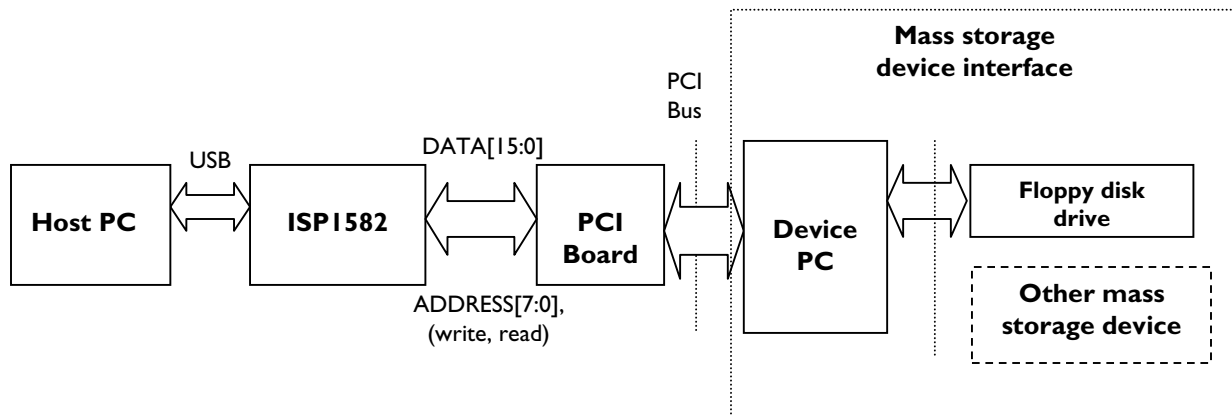 Mass storage
device interface
PCI
Bus
USB
DATA[15:0]
Host PC
ISP1582
PCI
Board
Device
PC
Floppy disk
drive
ADDRESS[7:0],
(write, read)
Other mass
storage device